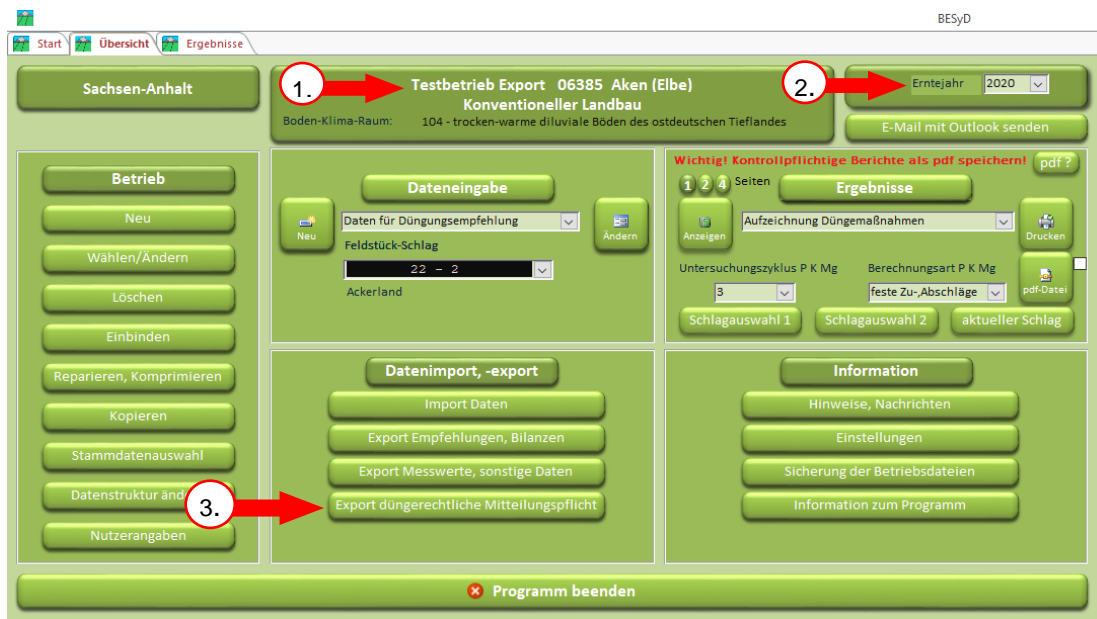 BESyD
Start Übersicht Ergebnisse
Sachsen-Anhalt
1.
Testbetrieb Export 06385 Aken (Elbe)
Konventioneller Landbau
Boden-Klima-Raum: 104 - trocken-warme diluviale Böden des ostdeutschen Tieflandes
2.
Erntejahr 2020
E-Mail mit Outlook senden
Betrieb
Neu
Wählen/Ändern
Löschen
Einbinden
Reparieren, Komprimieren
Kopieren
Stammdatenauswahl
Datenstruktur änd
Nutzerangaben
Dateneingabe
Neu
Daten für Düngungsempfehlung
Ändern
Feldstück-Schlag
22 - 2
Ackerland
Wichtig! Kontrollpflichtige Berichte als pdf speichern! pdf ?
1 2 4 Seiten Ergebnisse
Anzeigen
Aufzeichnung Düngemaßnahmen
Drucken
Untersuchungszyklus P K Mg Berechnungsart P K Mg
3 feste Zu-,Abschläge
pdf-Datei
Schlagauswahl 1 Schlagauswahl 2 aktueller Schlag
Datenimport, -export
Import Daten
Export Empfehlungen, Bilanzen
Export Messwerte, sonstige Daten
3.
Export düngerechtliche Mitteilungspflicht
Information
Hinweise, Nachrichten
Einstellungen
Sicherung der Betriebsdateien
Information zum Programm
Programm beenden